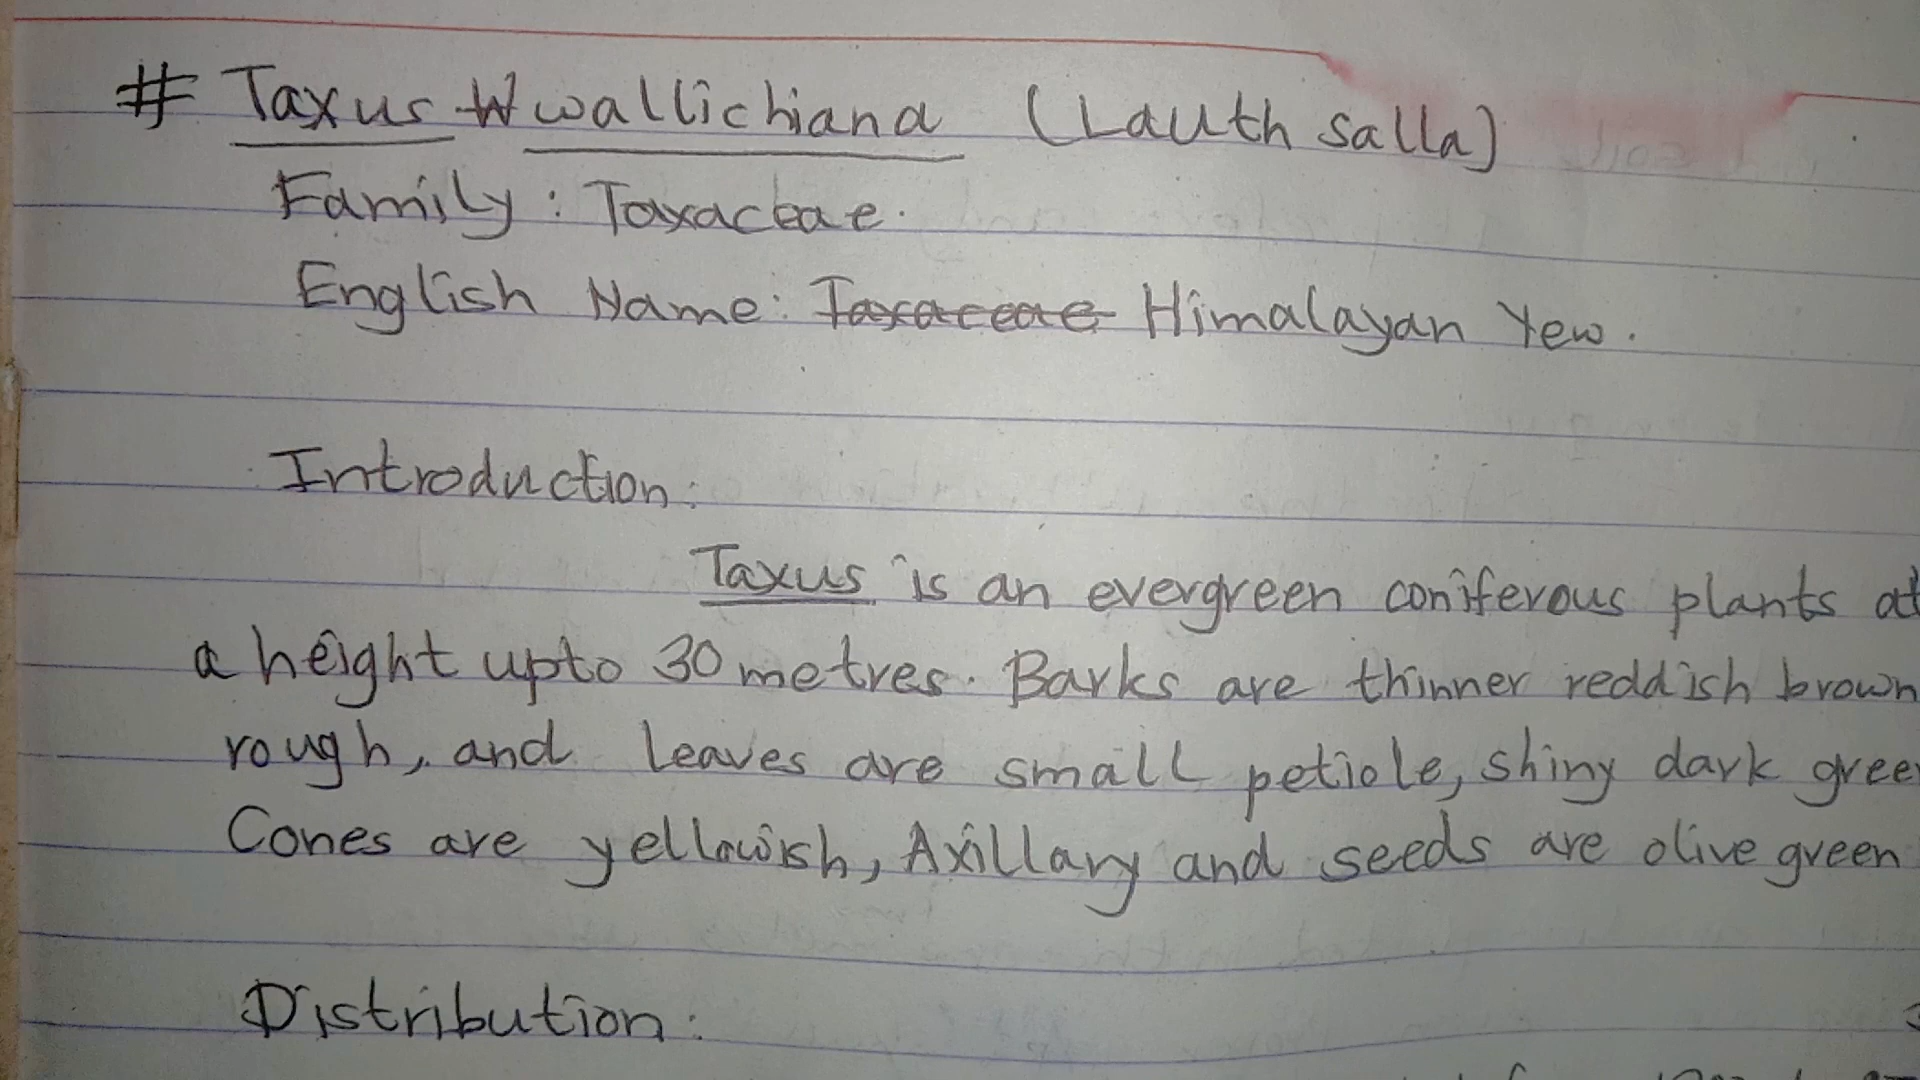 # Taxus W wallichiana (Lauth salla)
Family : Taxaceae.
English Name: Taxaceae Himalayan Yew.
Introduction:
Taxus is an evergreen coniferous plants at
a height upto 30 metres. Barks are thinner reddish brown
rough, and leaves are small petiole, shiny dark green
Cones are yellowish, Axillary and seeds are olive green
Distribution: